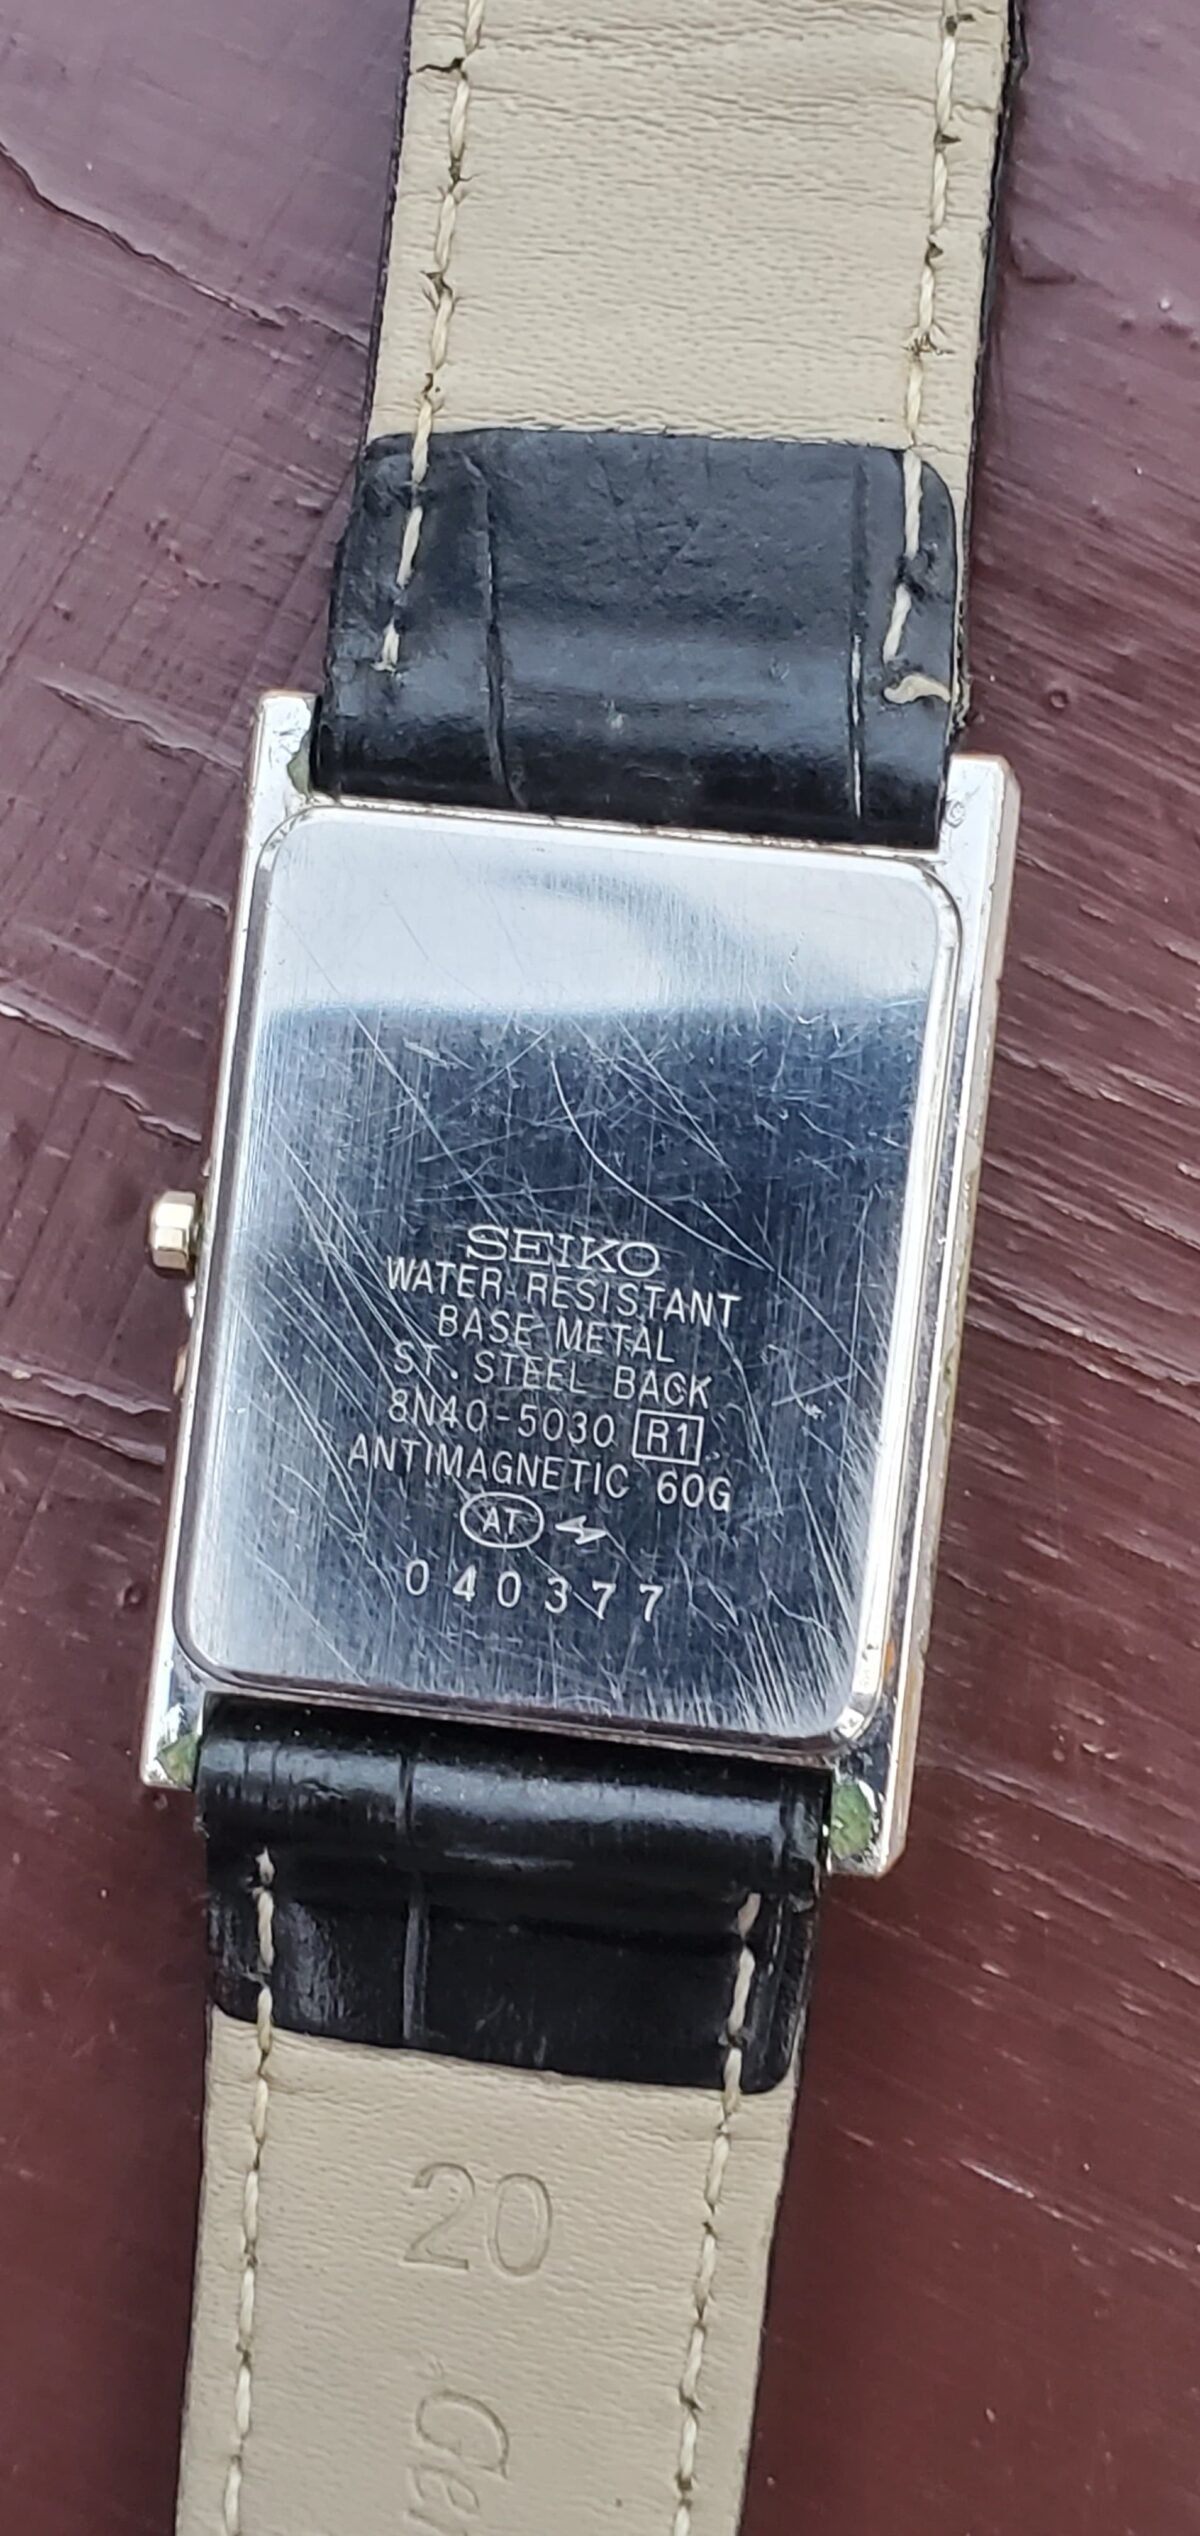 SEIKO
WATER RESISTANT
BASE METAL
ST. STEEL BACK
8N40-5030 R1
ANTIMAGNETIC 60G
AT
040377
20